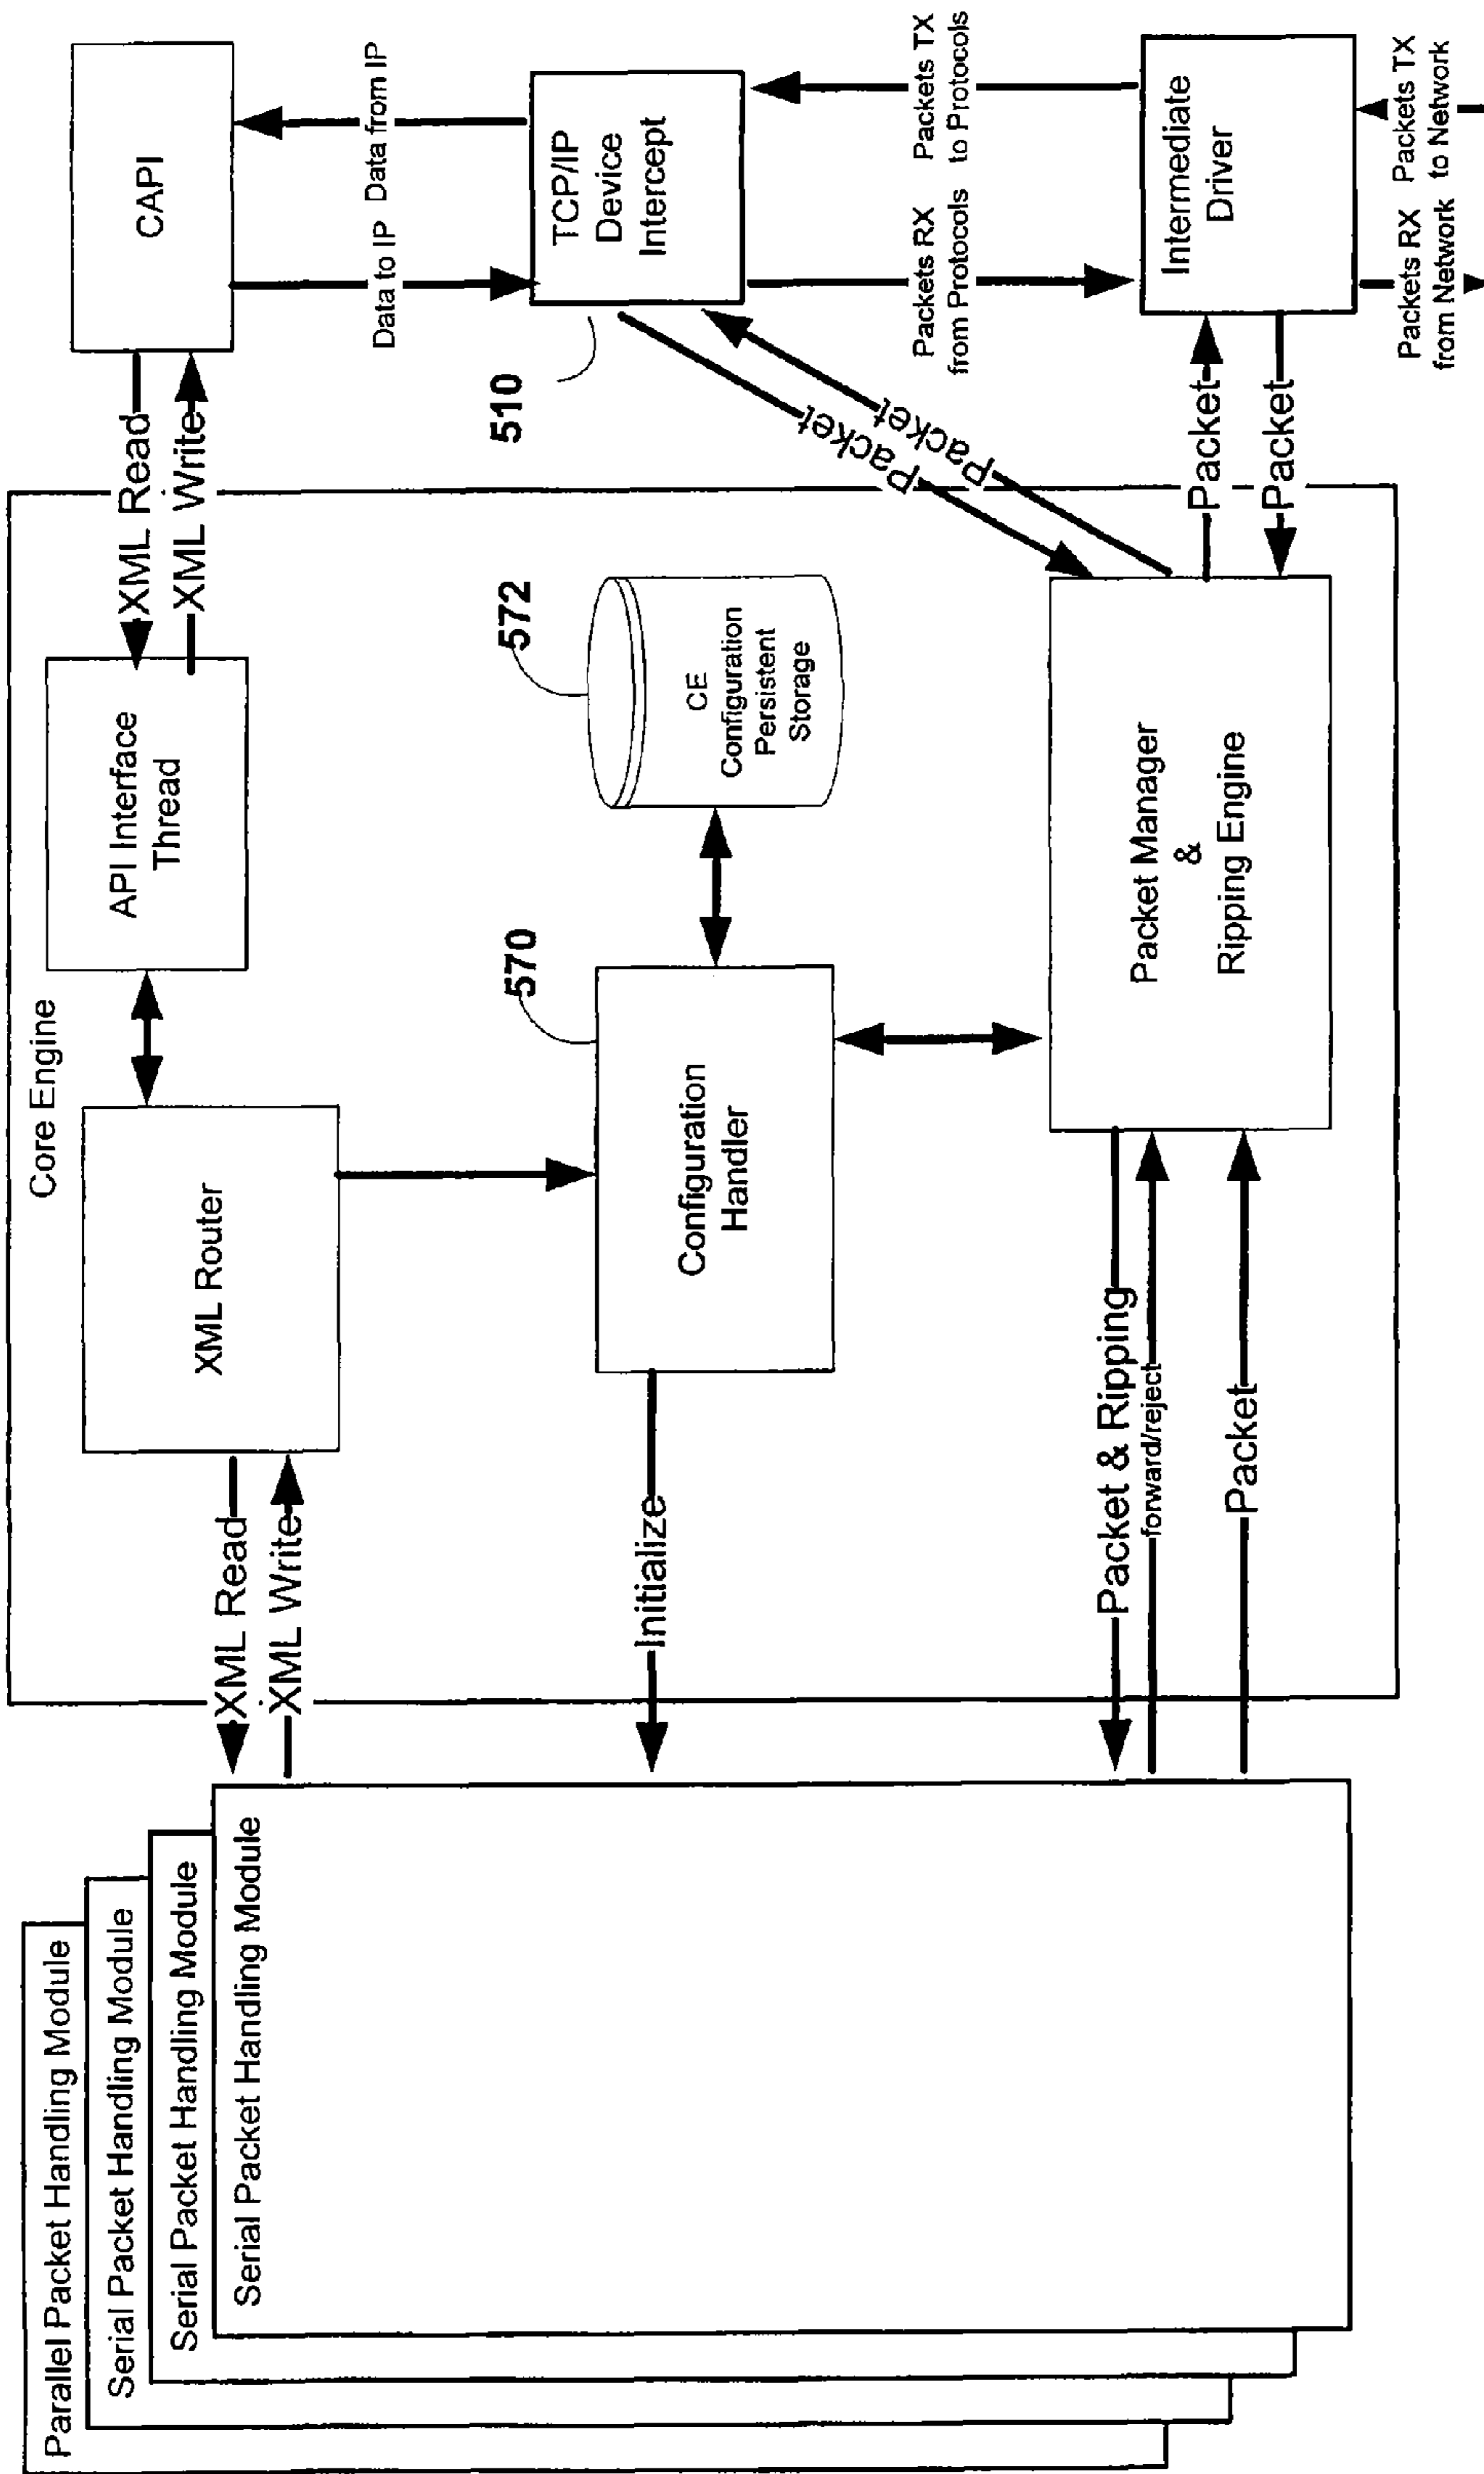 Parallel Packet Handling Module
Serial Packet Handling Module
Serial Packet Handling Module
Serial Packet Handling Module
XML Read
XML Write
Initialize
Packet & Ripping
forward/reject
Packet
Core Engine
XML Router
API Interface
Thread
Configuration
Handler
570
CE
Configuration
Persistent
Storage
572
Packet Manager
&
Ripping Engine
XML Read
XML Write
Packet
Packet
Packet
Packet
CAPI
Data to IP
Data from IP
510
TCP/IP
Device
Intercept
Packets RX
from Protocols
Packets TX
to Protocols
Intermediate
Driver
Packets RX
from Network
Packets TX
to Network